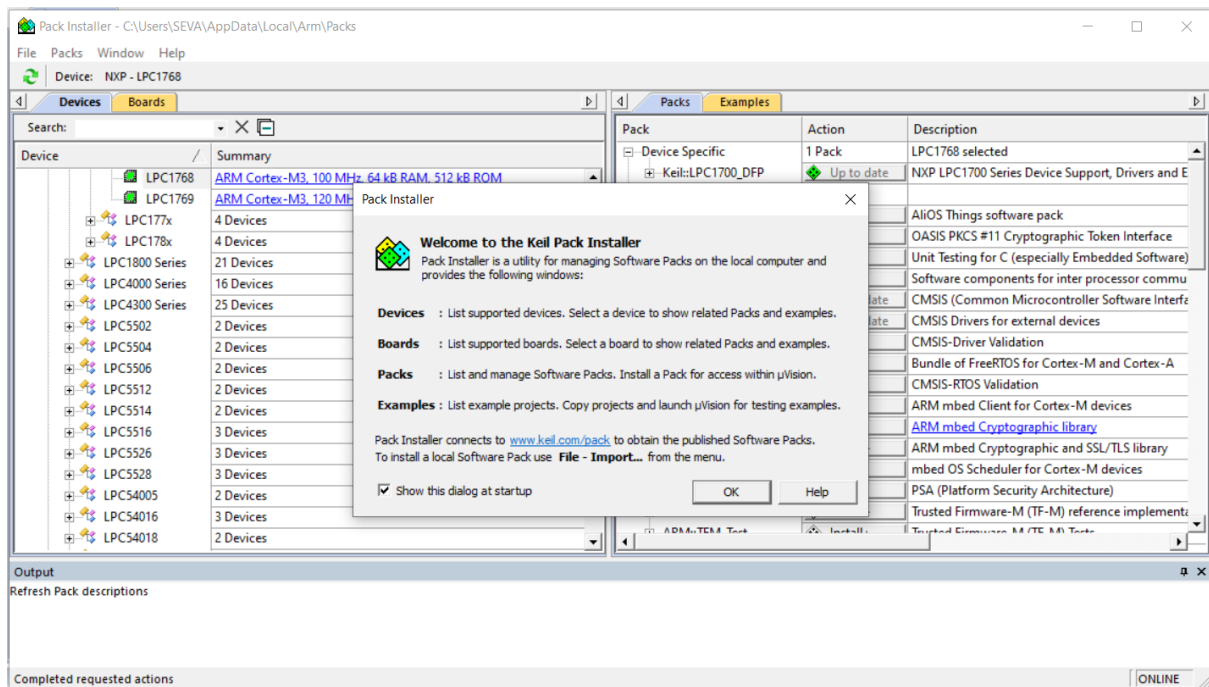 Pack Installer - C:\Users\SEVA\AppData\Local\Arm\Packs
File Packs Window Help
Device: NXP - LPC1768
Devices Boards
Search:
Device Summary
LPC1768 ARM Cortex-M3, 100 MHz, 64 kB RAM, 512 kB ROM
LPC1769 ARM Cortex-M3, 120 MH
LPC177x 4 Devices
LPC178x 4 Devices
LPC1800 Series 21 Devices
LPC4000 Series 16 Devices
LPC4300 Series 25 Devices
LPC5502 2 Devices
LPC5504 2 Devices
LPC5506 2 Devices
LPC5512 2 Devices
LPC5514 2 Devices
LPC5516 3 Devices
LPC5526 3 Devices
LPC5528 3 Devices
LPC54005 2 Devices
LPC54016 3 Devices
LPC54018 2 Devices
Packs Examples
Pack Action Description
Device Specific 1 Pack LPC1768 selected
Keil::LPC1700_DFP Up to date NXP LPC1700 Series Device Support, Drivers and E
AliOS Things software pack
OASIS PKCS #11 Cryptographic Token Interface
Unit Testing for C (especially Embedded Software)
Software components for inter processor commu
late CMSIS (Common Microcontroller Software Interfa
late CMSIS Drivers for external devices
CMSIS-Driver Validation
Bundle of FreeRTOS for Cortex-M and Cortex-A
CMSIS-RTOS Validation
ARM mbed Client for Cortex-M devices
ARM mbed Cryptographic library
ARM mbed Cryptographic and SSL/TLS library
mbed OS Scheduler for Cortex-M devices
PSA (Platform Security Architecture)
Trusted Firmware-M (TF-M) reference implementa
ARM::TFM_Test Install Trusted Firmware-M (TF-M) Tests
Pack Installer
Welcome to the Keil Pack Installer
Pack Installer is a utility for managing Software Packs on the local computer and
provides the following windows:
Devices : List supported devices. Select a device to show related Packs and examples.
Boards : List supported boards. Select a board to show related Packs and examples.
Packs : List and manage Software Packs. Install a Pack for access within µVision.
Examples : List example projects. Copy projects and launch µVision for testing examples.
Pack Installer connects to www.keil.com/pack to obtain the published Software Packs.
To install a local Software Pack use File - Import... from the menu.
Show this dialog at startup
OK Help
Output
Refresh Pack descriptions
Completed requested actions
ONLINE